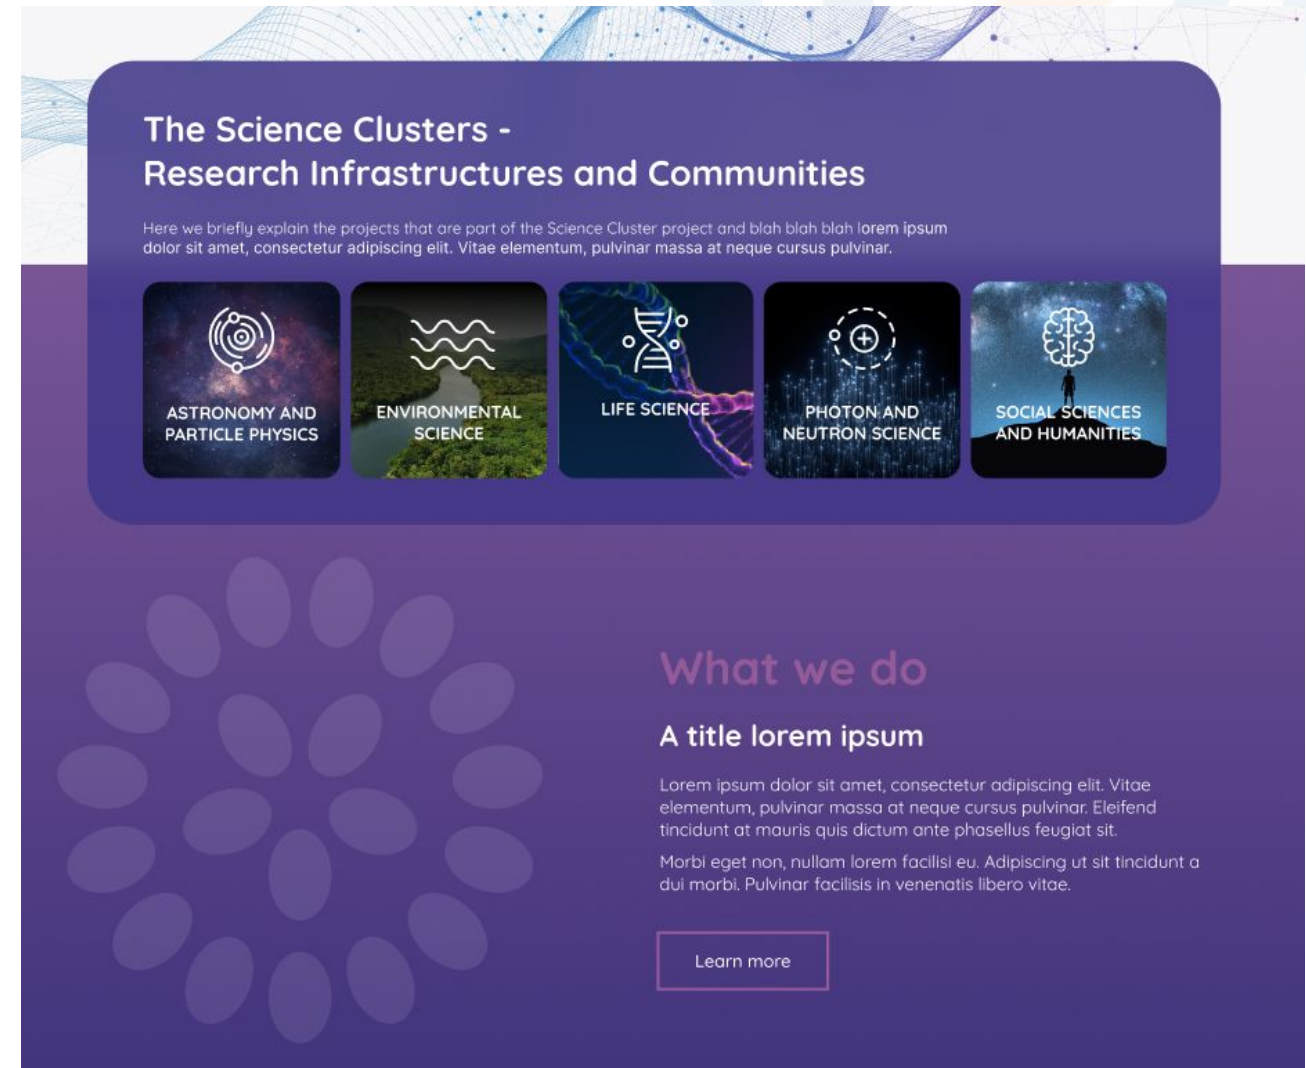 The Science Clusters -
Research Infrastructures and Communities
Here we briefly explain the projects that are part of the Science Cluster project and blah blah blah lorem ipsum
dolor sit amet, consectetur adipiscing elit. Vitae elementum, pulvinar massa at neque cursus pulvinar.
ASTRONOMY AND
PARTICLE PHYSICS
ENVIRONMENTAL
SCIENCE
LIFE SCIENCE
PHOTON AND
NEUTRON SCIENCE
SOCIAL SCIENCES
AND HUMANITIES
What we do
A title lorem ipsum
Lorem ipsum dolor sit amet, consectetur adipiscing elit. Vitae
elementum, pulvinar massa at neque cursus pulvinar. Eleifend
tincidunt at mauris quis dictum ante phasellus feugiat sit.
Morbi eget non, nullam lorem facilisi eu. Adipiscing ut sit tincidunt a
dui morbi. Pulvinar facilisis in venenatis libero vitae.
Learn more